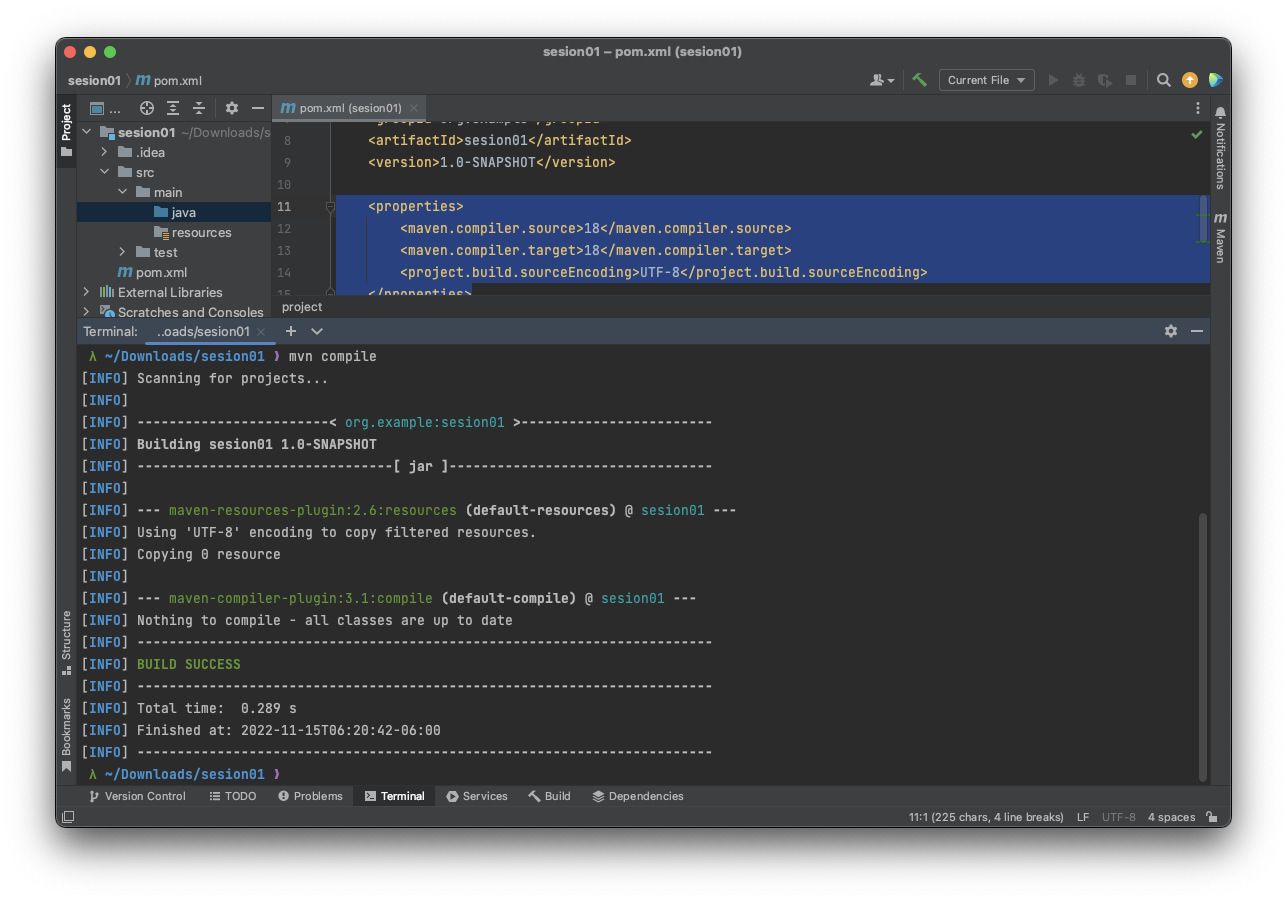 sesion01 – pom.xml (sesion01)
sesion01 〉 m pom.xml
Current File
Project
...
m pom.xml (sesion01)
sesion01 ~/Downloads/s
.idea
src
main
java
resources
test
m pom.xml
External Libraries
Scratches and Consoles
8 <artifactId>sesion01</artifactId>
9 <version>1.0-SNAPSHOT</version>
10
11 <properties>
12 <maven.compiler.source>18</maven.compiler.source>
13 <maven.compiler.target>18</maven.compiler.target>
14 <project.build.sourceEncoding>UTF-8</project.build.sourceEncoding>
15 </properties>
project
Notifications
m Maven
Terminal: ..oads/sesion01
λ ~/Downloads/sesion01 ❯ mvn compile
[INFO] Scanning for projects...
[INFO]
[INFO] ------------------------< org.example:sesion01 >------------------------
[INFO] Building sesion01 1.0-SNAPSHOT
[INFO] --------------------------------[ jar ]---------------------------------
[INFO]
[INFO] --- maven-resources-plugin:2.6:resources (default-resources) @ sesion01 ---
[INFO] Using 'UTF-8' encoding to copy filtered resources.
[INFO] Copying 0 resource
[INFO]
[INFO] --- maven-compiler-plugin:3.1:compile (default-compile) @ sesion01 ---
[INFO] Nothing to compile - all classes are up to date
[INFO] ------------------------------------------------------------------------
[INFO] BUILD SUCCESS
[INFO] ------------------------------------------------------------------------
[INFO] Total time:  0.289 s
[INFO] Finished at: 2022-11-15T06:20:42-06:00
[INFO] ------------------------------------------------------------------------
λ ~/Downloads/sesion01 ❯
Structure
Bookmarks
Version Control TODO Problems Terminal Services Build Dependencies
11:1 (225 chars, 4 line breaks) LF UTF-8 4 spaces